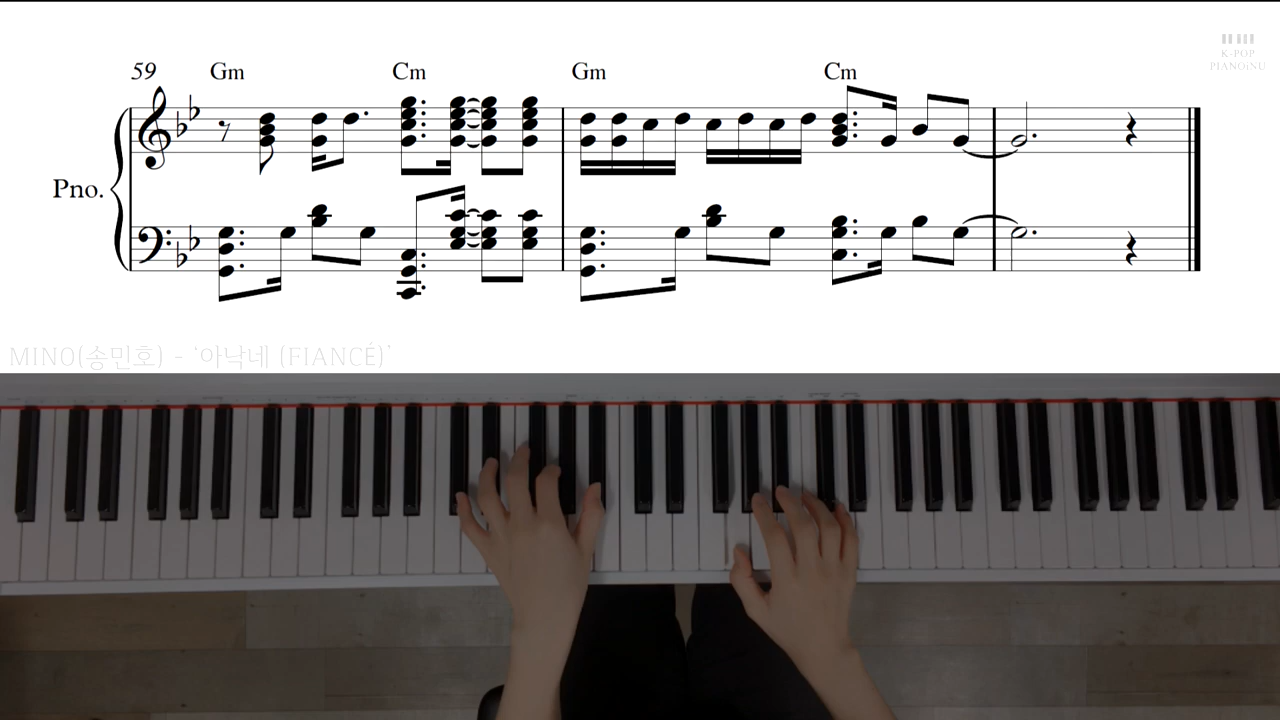 59 Gm Cm Gm Cm
K-POP
PIANOiNU
Pno.
MINO(송민호) - ‘아낙네 (FIANCÉ)’